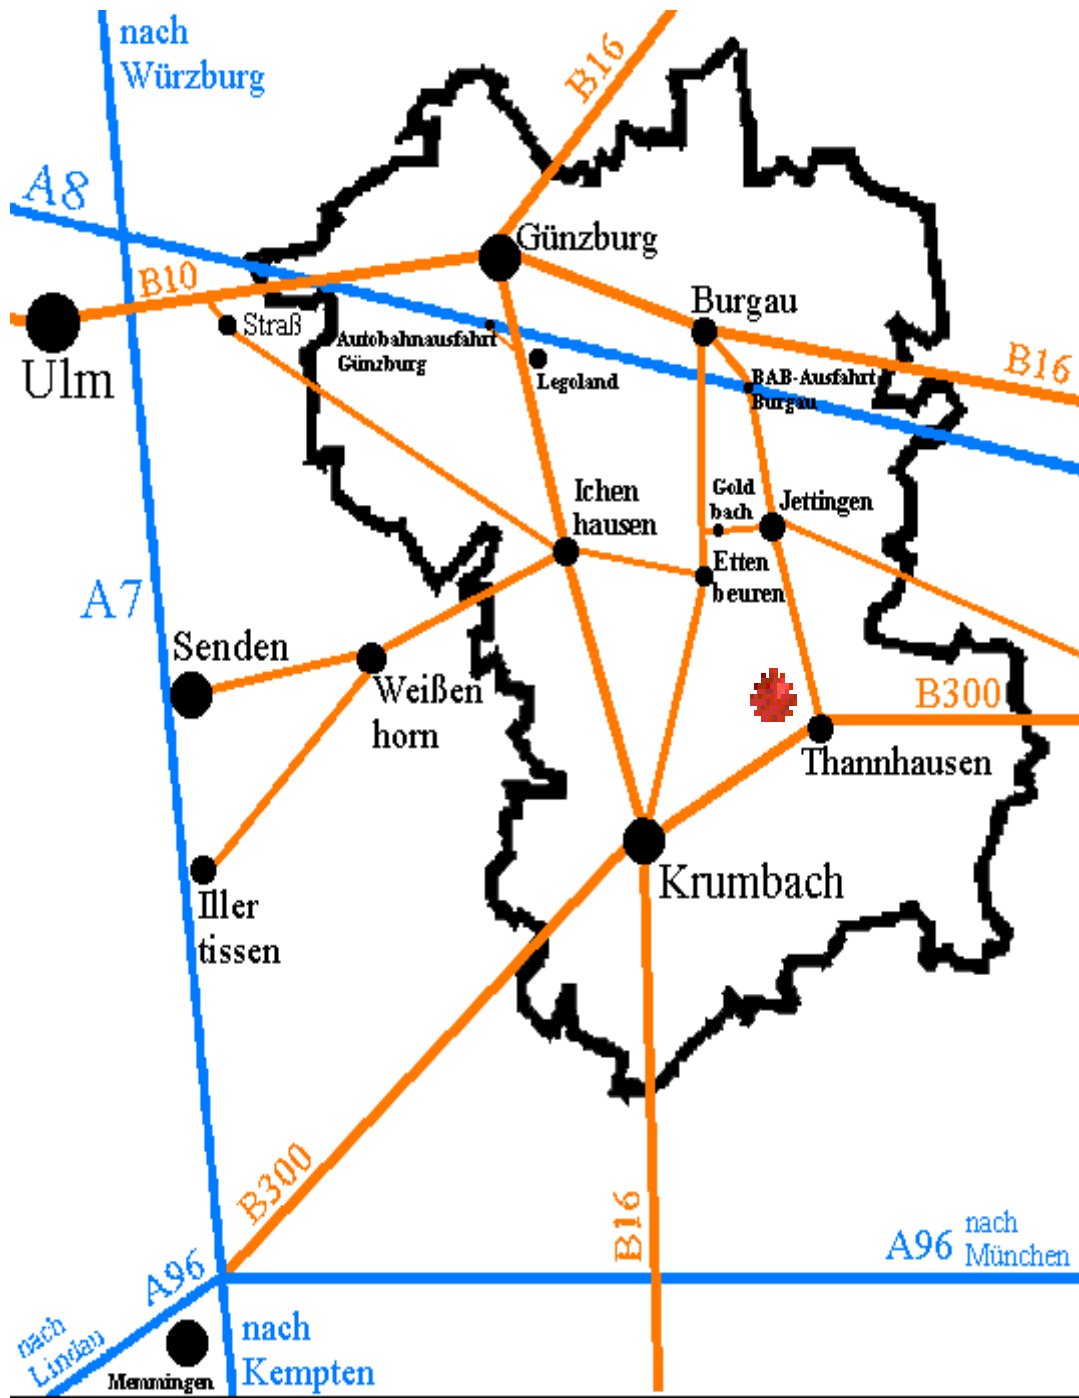 nach
Würzburg
B16
A8
Günzburg
B10
Burgau
Straß
Autobahnausfahrt
Günzburg
B16
Ulm
Legoland
BAB-Ausfahrt
Burgau
Ichen
hausen
Gold
bach
Jettingen
Etten
beuren
A7
Senden
Weißen
horn
B300
Thannhausen
Krumbach
Iller
tissen
B300
B16
A96
nach
München
A96
nach
Lindau
nach
Kempten
Memmingen